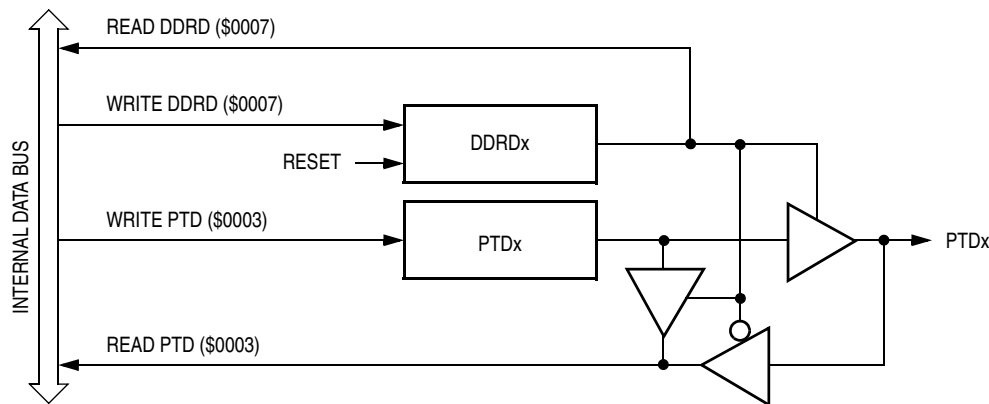 READ DDRD ($0007)
WRITE DDRD ($0007)
DDRDx
RESET
INTERNAL DATA BUS
WRITE PTD ($0003)
PTDx
PTDx
READ PTD ($0003)